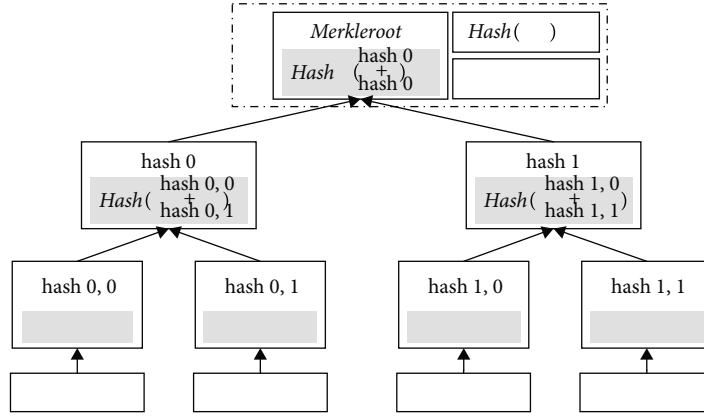 Merkleroot
Hash( )
hash 0
Hash ( + )
hash 0
hash 0
hash 1
hash 0, 0
Hash( + )
hash 0, 1
hash 1, 0
Hash( + )
hash 1, 1
hash 0, 0
hash 0, 1
hash 1, 0
hash 1, 1